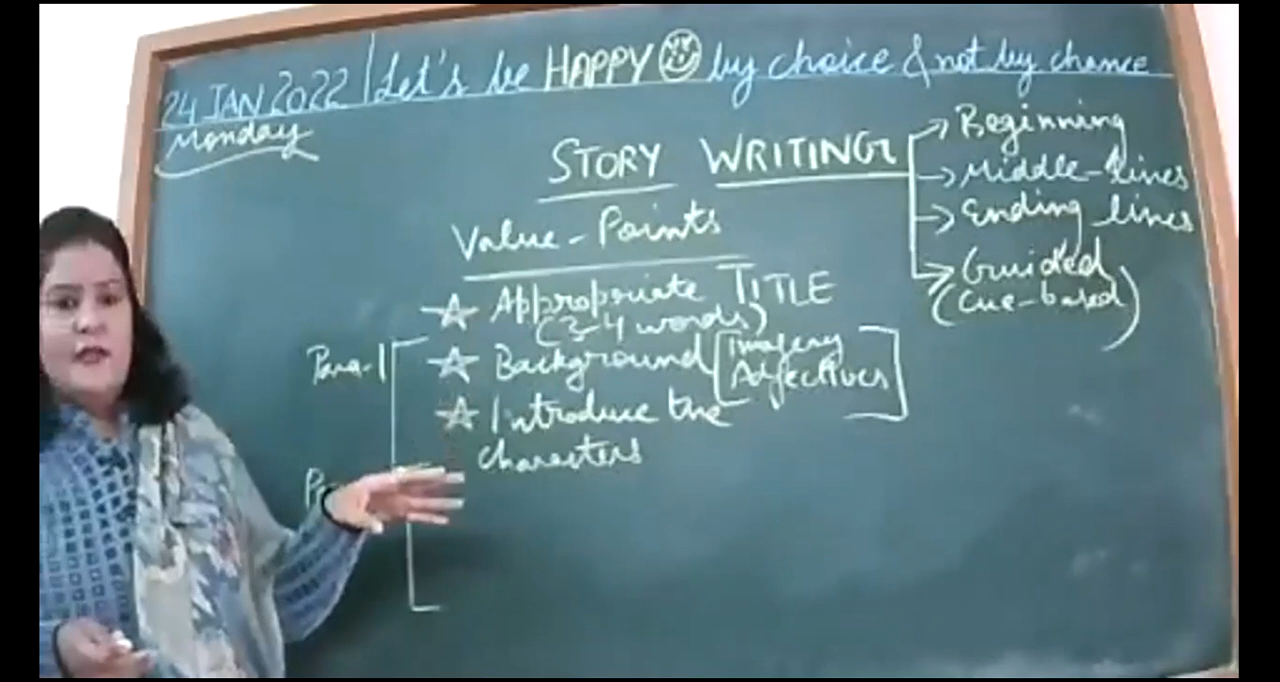 24 JAN 2022 | Let's be HAPPY by choice & not by chance
Monday
STORY WRITING
→ Beginning
→ Middle-lines
→ Ending lines
→ Guided
(Cue-based)
Value-Points
☆ Appropriate TITLE
(3-4 words)
Para-1
☆ Background [Imagery
Adjectives]
☆ Introduce the
characters